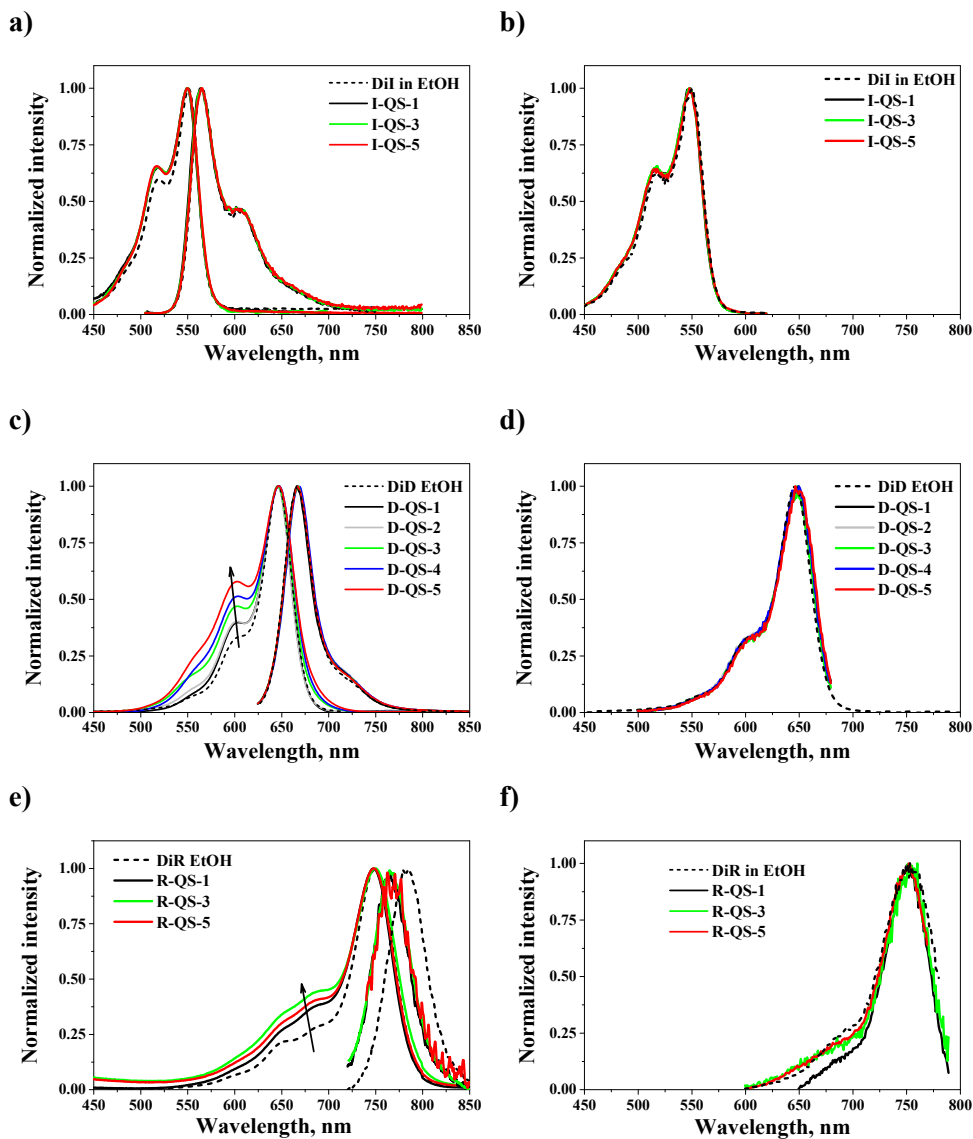 a)
Normalized intensity
1.00
0.75
0.50
0.25
0.00
DiI in EtOH
I-QS-1
I-QS-3
I-QS-5
450 500 550 600 650 700 750 800 850
Wavelength, nm
b)
Normalized intensity
1.00
0.75
0.50
0.25
0.00
DiI in EtOH
I-QS-1
I-QS-3
I-QS-5
450 500 550 600 650 700 750 800
Wavelength, nm
c)
Normalized intensity
1.00
0.75
0.50
0.25
0.00
DiD EtOH
D-QS-1
D-QS-2
D-QS-3
D-QS-4
D-QS-5
450 500 550 600 650 700 750 800 850
Wavelength, nm
d)
Normalized intensity
1.00
0.75
0.50
0.25
0.00
DiD EtOH
D-QS-1
D-QS-2
D-QS-3
D-QS-4
D-QS-5
450 500 550 600 650 700 750 800
Wavelength, nm
e)
Normalized intensity
1.00
0.75
0.50
0.25
0.00
DiR EtOH
R-QS-1
R-QS-3
R-QS-5
450 500 550 600 650 700 750 800 850
Wavelength, nm
f)
Normalized intensity
1.00
0.75
0.50
0.25
0.00
DiR in EtOH
R-QS-1
R-QS-3
R-QS-5
450 500 550 600 650 700 750 800
Wavelength, nm